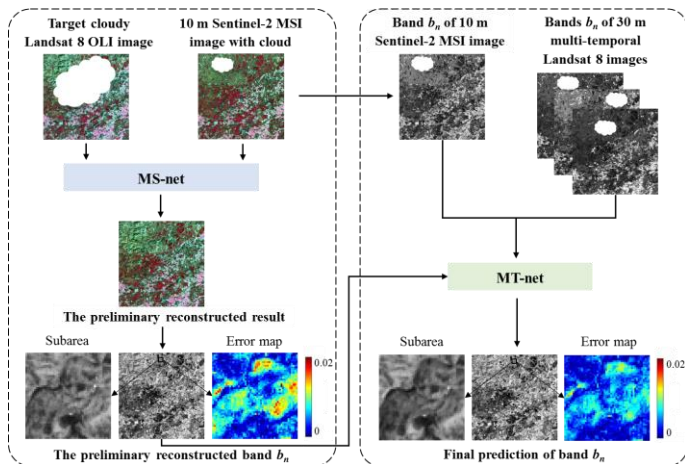 Target cloudy
Landsat 8 OLI image
10 m Sentinel-2 MSI
image with cloud
MS-net
The preliminary reconstructed result
Subarea
Error map
0.02
0
The preliminary reconstructed band bn
Band bn of 10 m
Sentinel-2 MSI image
Bands bn of 30 m
multi-temporal
Landsat 8 images
MT-net
Subarea
Error map
0.02
0
Final prediction of band bn